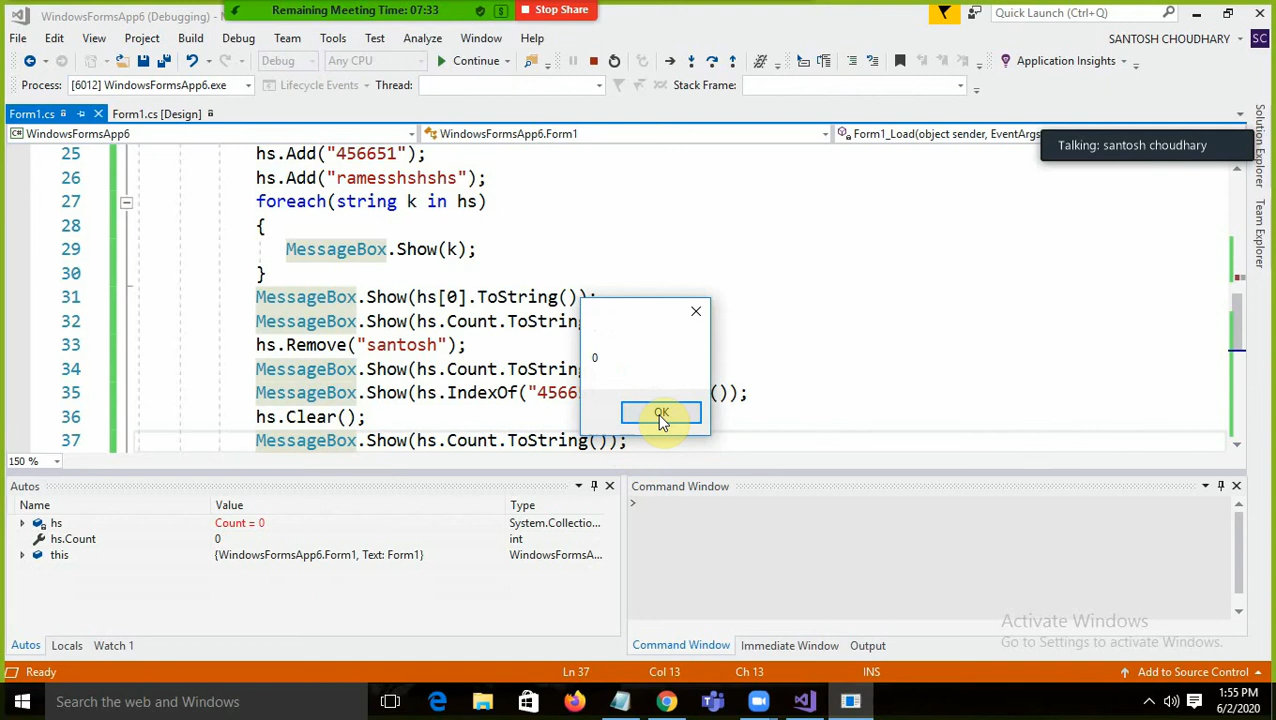 WindowsFormsApp6 (Debugging)
Remaining Meeting Time: 07:33
Stop Share
Quick Launch (Ctrl+Q)
File Edit View Project Build Debug Team Tools Test Analyze Window Help
SANTOSH CHOUDHARY SC
Debug Any CPU Continue Application Insights
Process: [6012] WindowsFormsApp6.exe Lifecycle Events Thread: Stack Frame:
Form1.cs Form1.cs [Design]
WindowsFormsApp6 WindowsFormsApp6.Form1 Form1_Load(object sender, EventArgs
Talking: santosh choudhary
Solution Explorer
Team Explorer
25 hs.Add("456651");
26 hs.Add("ramesshshshs");
27 foreach(string k in hs)
28 {
29 MessageBox.Show(k);
30 }
31 MessageBox.Show(hs[0].ToString());
32 MessageBox.Show(hs.Count.ToString
33 hs.Remove("santosh");
34 MessageBox.Show(hs.Count.ToString
35 MessageBox.Show(hs.IndexOf("456 ());
36 hs.Clear();
37 MessageBox.Show(hs.Count.ToString());
0
OK
150 %
Autos
Name Value Type
hs Count = 0 System.Collectio...
hs.Count 0 int
this {WindowsFormsApp6.Form1, Text: Form1} WindowsFormsA...
Autos Locals Watch 1
Command Window
>
Command Window Immediate Window Output
Activate Windows
Go to Settings to activate Windows.
Ready Ln 37 Col 13 Ch 13 INS Add to Source Control
Search the web and Windows
1:55 PM
6/2/2020